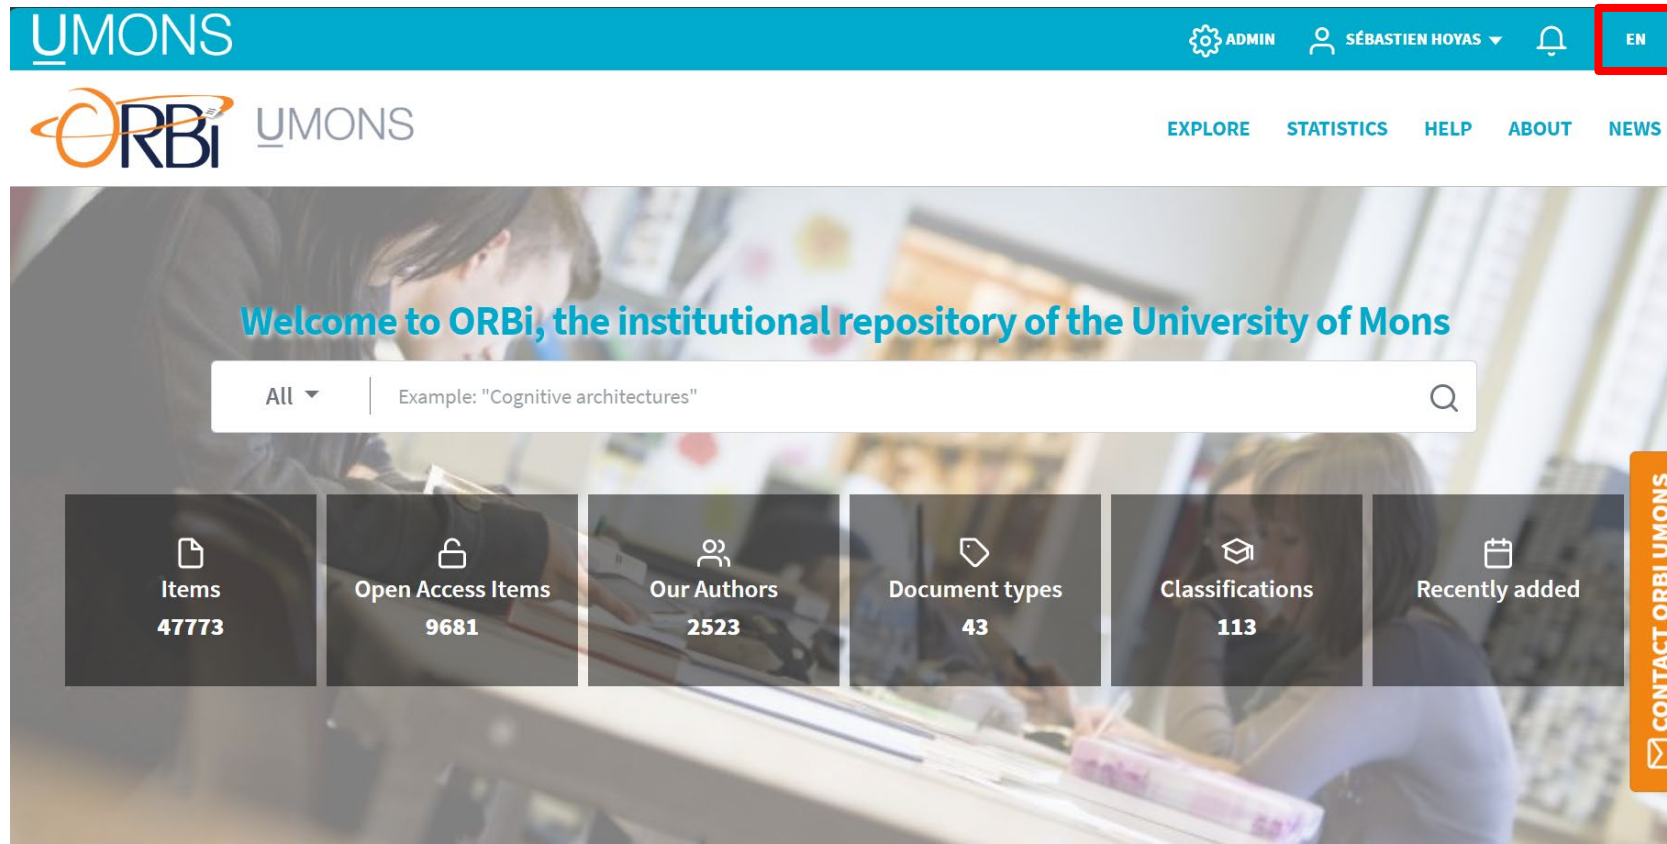 UMONS
ADMIN
SÉBASTIEN HOYAS
EN
ORBi UMONS
EXPLORE STATISTICS HELP ABOUT NEWS
Welcome to ORBi, the institutional repository of the University of Mons
All Example: "Cognitive architectures"
Items
47773
Open Access Items
9681
Our Authors
2523
Document types
43
Classifications
113
Recently added
CONTACT ORBI UMONS